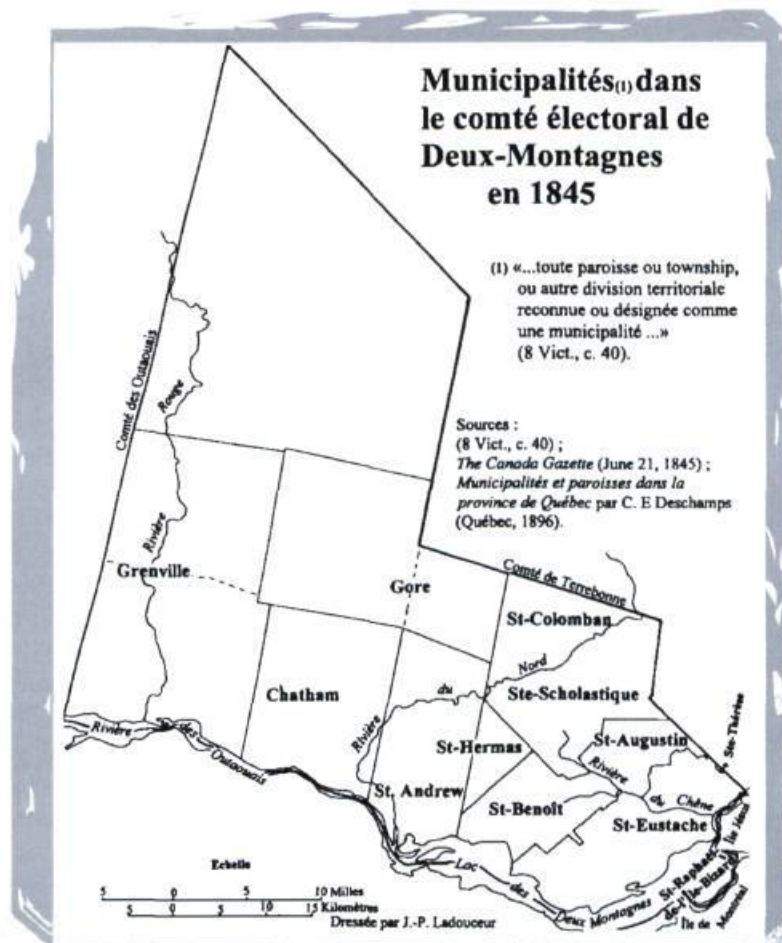 Municipalités(1) dans
le comté électoral de
Deux-Montagnes
en 1845
(1) «...toute paroisse ou township,
ou autre division territoriale
reconnue ou désignée comme
une municipalité ...»
(8 Vict., c. 40).
Sources :
(8 Vict., c. 40) ;
The Canada Gazette (June 21, 1845) ;
Municipalités et paroisses dans la
province de Québec par C. E Deschamps
(Québec, 1896).
Comté des Outaouais
Rivière Rouge
Grenville
Gore
Comté de Terrebonne
St-Colomban
Chatham
Rivière du Nord
Ste-Scholastique
St-Hermas
St-Augustin
de Ste-Thérèse
Rivière des Outaouais
St. Andrew
St-Benoît
Rivière du Chêne
St-Eustache
Lac des Deux Montagnes
St-Raphaël
de-l'Île-Bizard
Île Jésus
Île de Montréal
Echelle
5 0 5 10 Milles
5 0 5 10 15 Kilomètres
Dressée par J.-P. Ladouceur